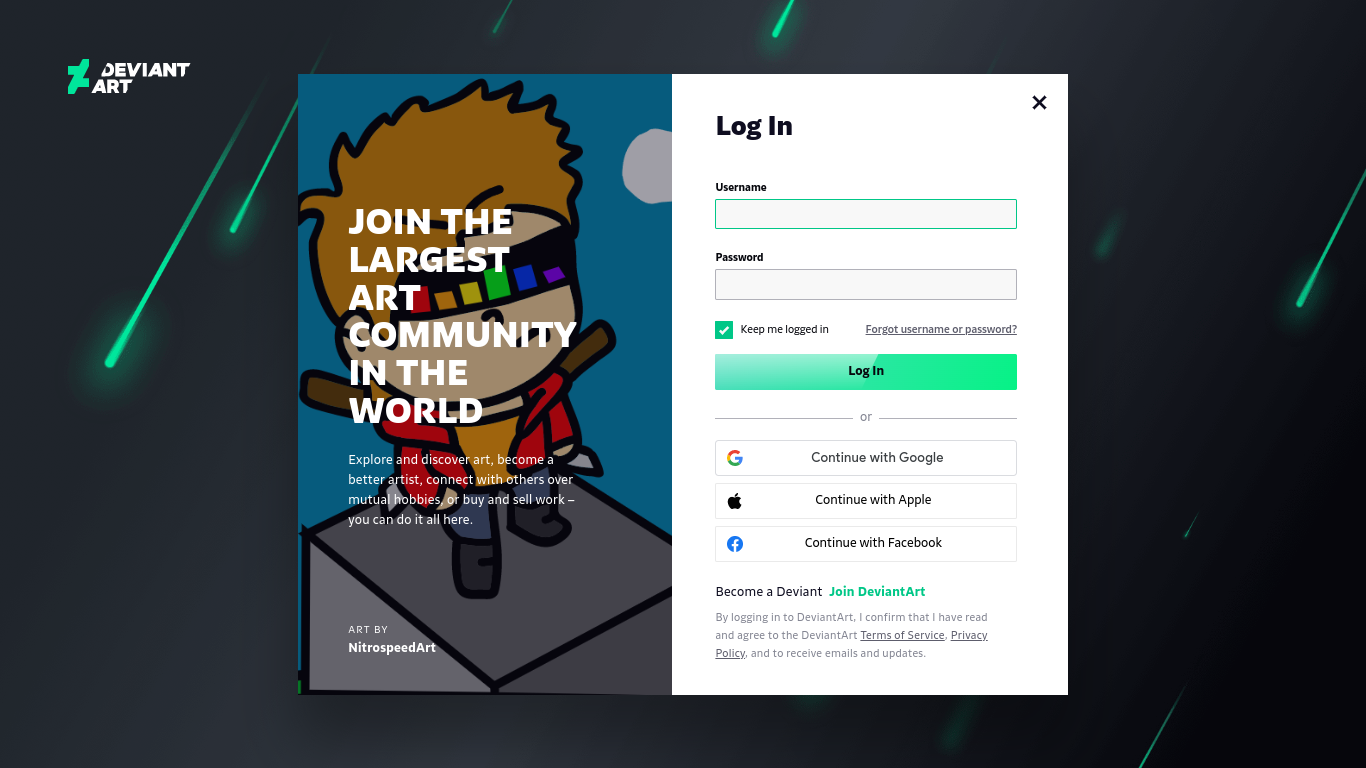 DEVIANT
ART
JOIN THE
LARGEST
ART
COMMUNITY
IN THE
WORLD
Explore and discover art, become a
better artist, connect with others over
mutual hobbies, or buy and sell work –
you can do it all here.
ART BY
NitrospeedArt
Log In
Username
Password
Keep me logged in
Forgot username or password?
Log In
or
Continue with Google
Continue with Apple
Continue with Facebook
Become a Deviant Join DeviantArt
By logging in to DeviantArt, I confirm that I have read
and agree to the DeviantArt Terms of Service, Privacy
Policy, and to receive emails and updates.